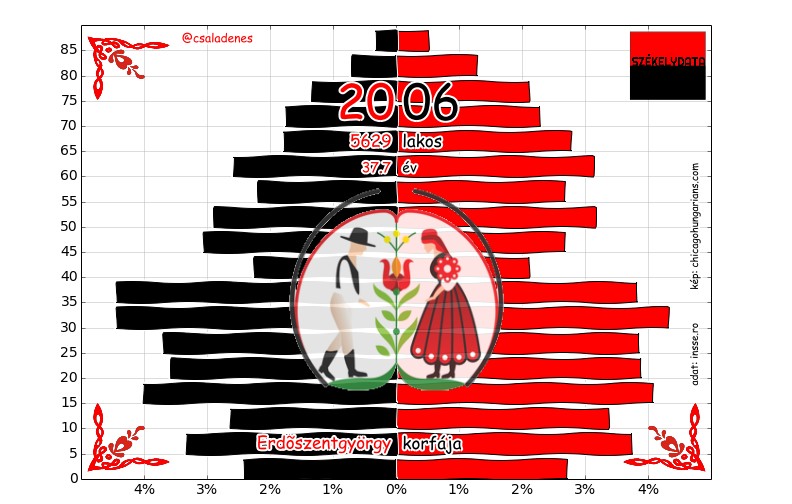 @csaladenes
SZÉKELYDATA
2006
5629 lakos
37.7 év
kép: chicagohungarians.com
adat: insse.ro
Erdőszentgyörgy korfája
85
80
75
70
65
60
55
50
45
40
35
30
25
20
15
10
5
0
4% 3% 2% 1% 0% 1% 2% 3% 4%